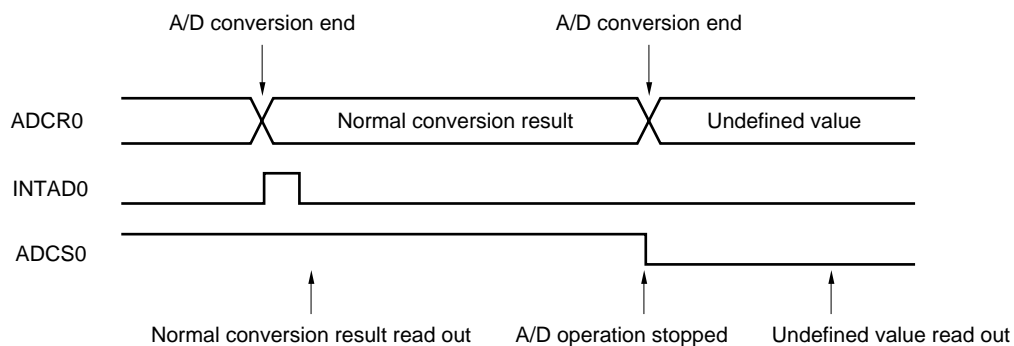 A/D conversion end
A/D conversion end
ADCR0
Normal conversion result
Undefined value
INTAD0
ADCS0
Normal conversion result read out
A/D operation stopped
Undefined value read out